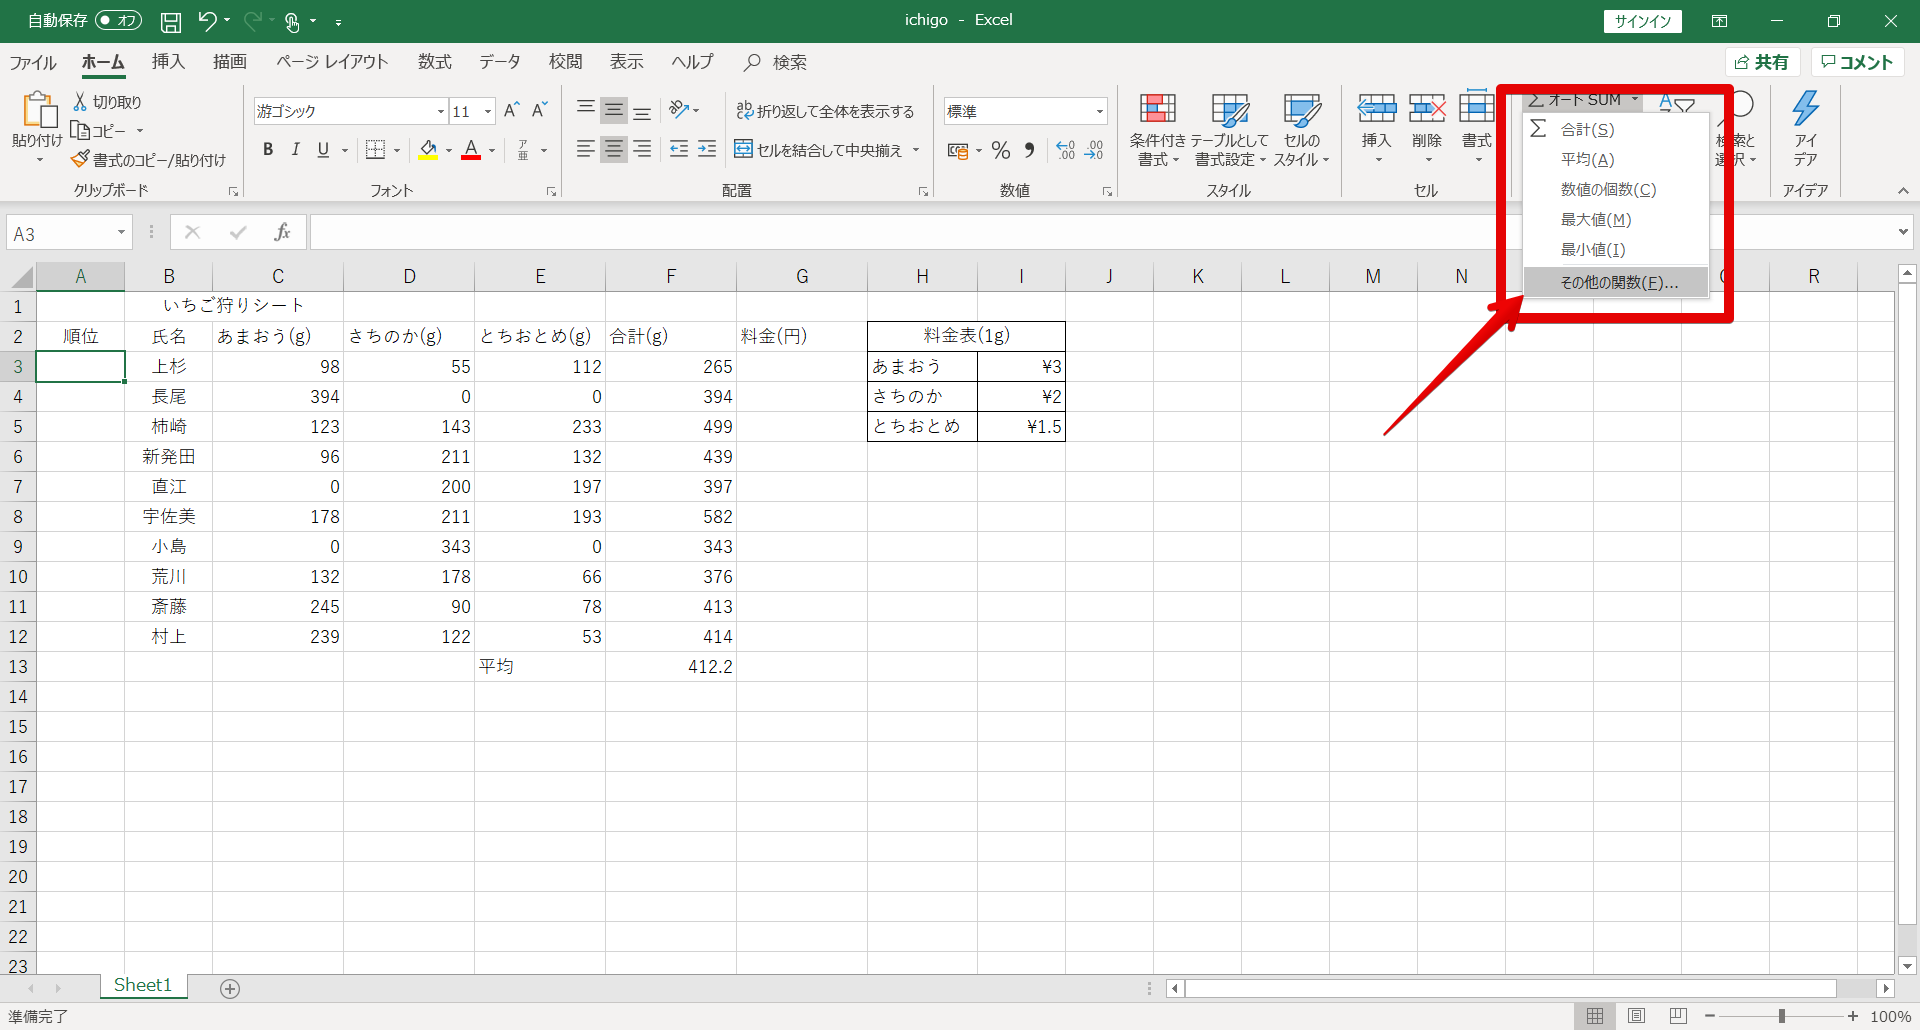 自動保存 オフ ichigo - Excel サインイン
ファイル ホーム 挿入 描画 ページ レイアウト 数式 データ 校閲 表示 ヘルプ 検索 共有 コメント
貼り付け 切り取り
コピー
書式のコピー/貼り付け
クリップボード
游ゴシック 11
B I U ア亜
フォント
ab 折り返して全体を表示する
セルを結合して中央揃え
配置
標準
% 9 ←.0 .00 .00 →.0
数値
条件付き書式 テーブルとして書式設定 セルのスタイル
スタイル
挿入 削除 書式
セル
Σ オート SUM
Σ 合計(S)
平均(A)
数値の個数(C)
最大値(M)
最小値(I)
その他の関数(F)...
検索と
選択
アイデア
アイデア
A3 fx
A B C D E F G H I J K L M N Q R
1 いちご狩りシート
2 順位 氏名 あまおう(g) さちのか(g) とちおとめ(g) 合計(g) 料金(円) 料金表(1g)
3 上杉 98 55 112 265 あまおう ¥3
4 長尾 394 0 0 394 さちのか ¥2
5 柿崎 123 143 233 499 とちおとめ ¥1.5
6 新発田 96 211 132 439
7 直江 0 200 197 397
8 宇佐美 178 211 193 582
9 小島 0 343 0 343
10 荒川 132 178 66 376
11 斎藤 245 90 78 413
12 村上 239 122 53 414
13 平均 412.2
14
15
16
17
18
19
20
21
22
23
Sheet1
準備完了 100%